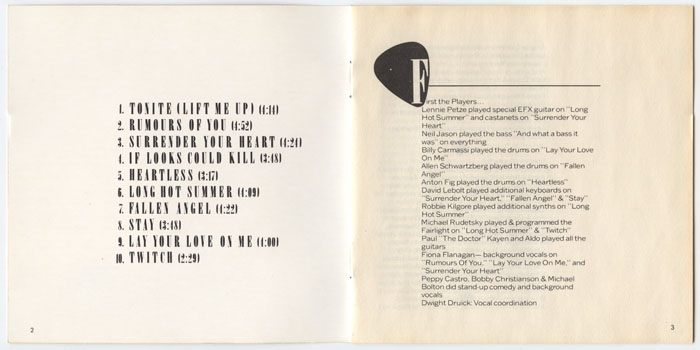 1. TONITE (LIFT ME UP) (4:14)
2. RUMOURS OF YOU (4:52)
3. SURRENDER YOUR HEART (4:24)
4. IF LOOKS COULD KILL (3:48)
5. HEARTLESS (3:47)
6. LONG HOT SUMMER (4:09)
7. FALLEN ANGEL (4:22)
8. STAY (3:48)
9. LAY YOUR LOVE ON ME (4:00)
10. TWITCH (2:29)
2
First the Players...
Lennie Petze played special EFX guitar on "Long
Hot Summer" and castanets on "Surrender Your
Heart"
Neil Jason played the bass "And what a bass it
was" on everything
Billy Carmassi played the drums on "Lay Your Love
On Me"
Allen Schwartzberg played the drums on "Fallen
Angel"
Anton Fig played the drums on "Heartless"
David Lebolt played additional keyboards on
"Surrender Your Heart," "Fallen Angel" & "Stay"
Robbie Kilgore played additional synths on "Long
Hot Summer"
Michael Rudetsky played & programmed the
Fairlight on "Long Hot Summer" & "Twitch"
Paul "The Doctor" Kayen and Aldo played all the
guitars
Fiona Flanagan— background vocals on
"Rumours Of You," "Lay Your Love On Me," and
"Surrender Your Heart"
Peppy Castro, Bobby Christianson & Michael
Bolton did stand-up comedy and background
vocals
Dwight Druick: Vocal coordination
3